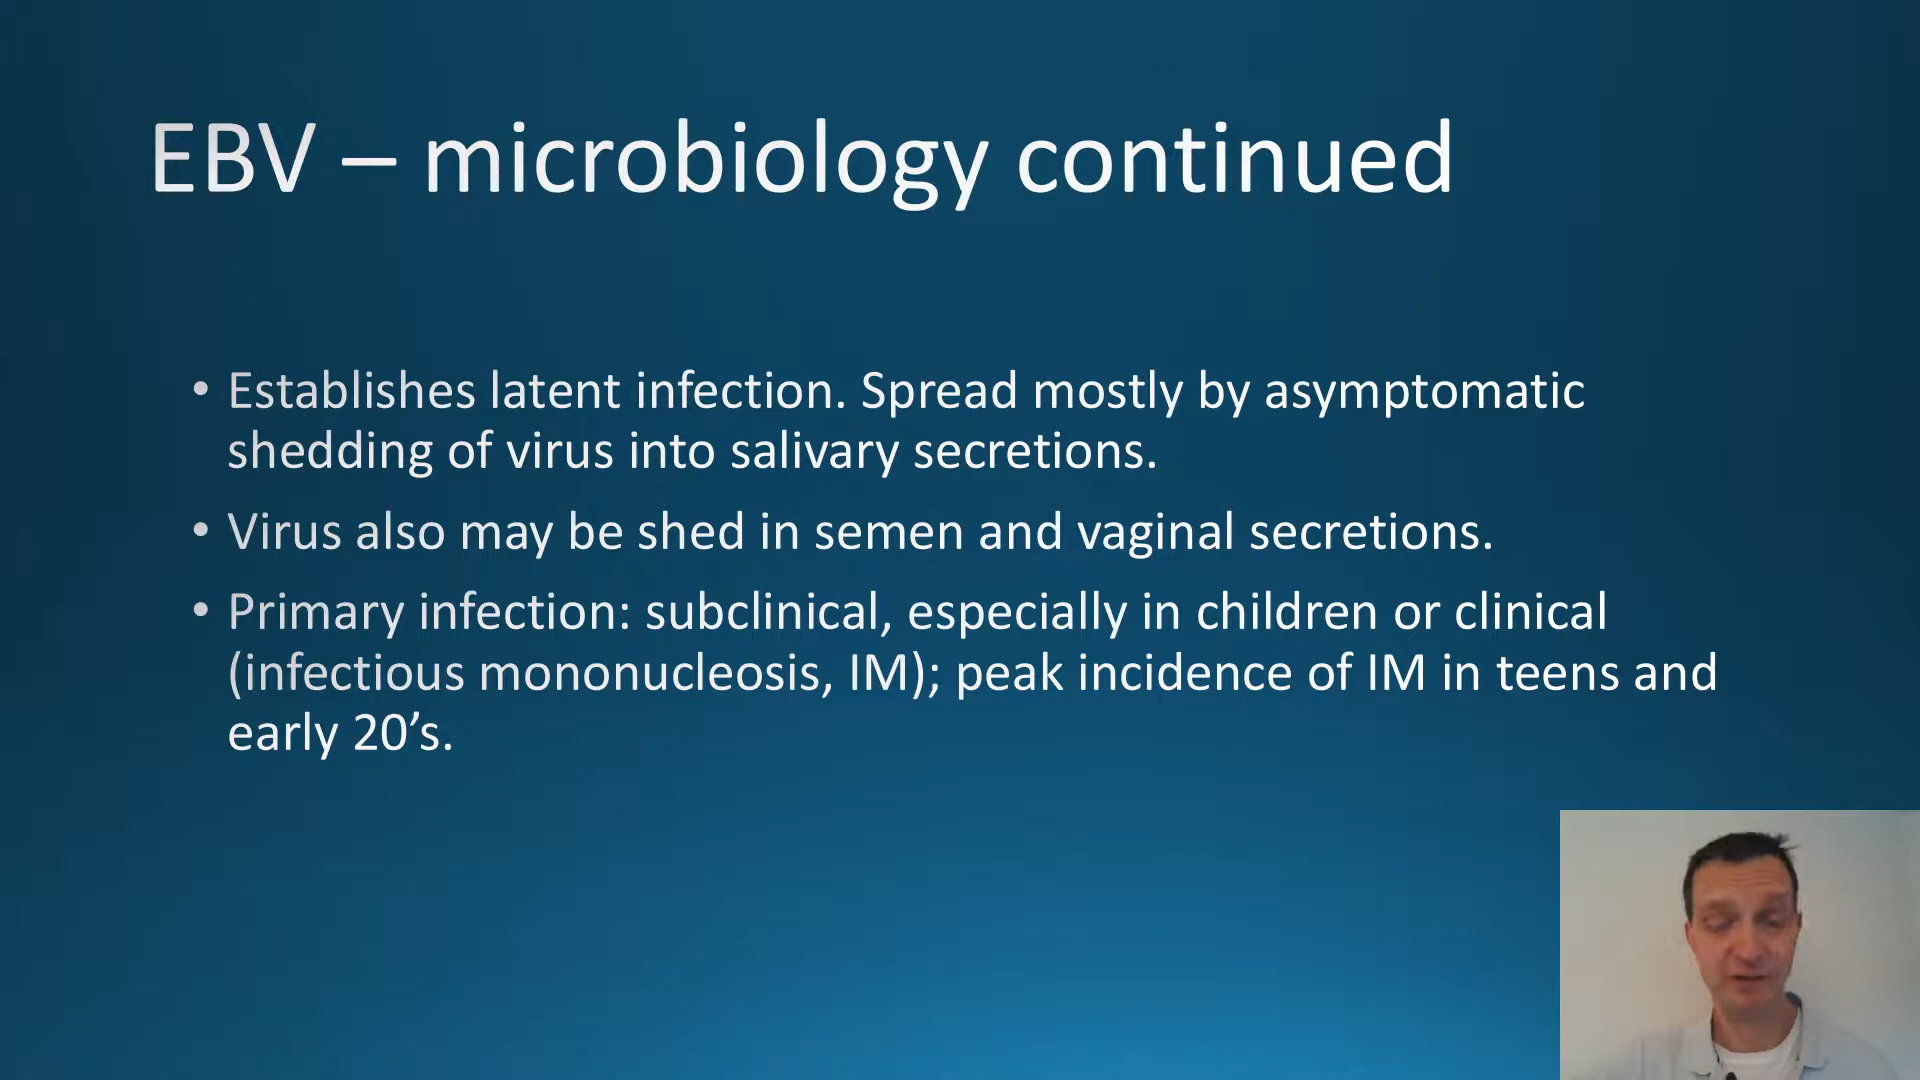 EBV – microbiology continued
• Establishes latent infection. Spread mostly by asymptomatic
shedding of virus into salivary secretions.
• Virus also may be shed in semen and vaginal secretions.
• Primary infection: subclinical, especially in children or clinical
(infectious mononucleosis, IM); peak incidence of IM in teens and
early 20’s.